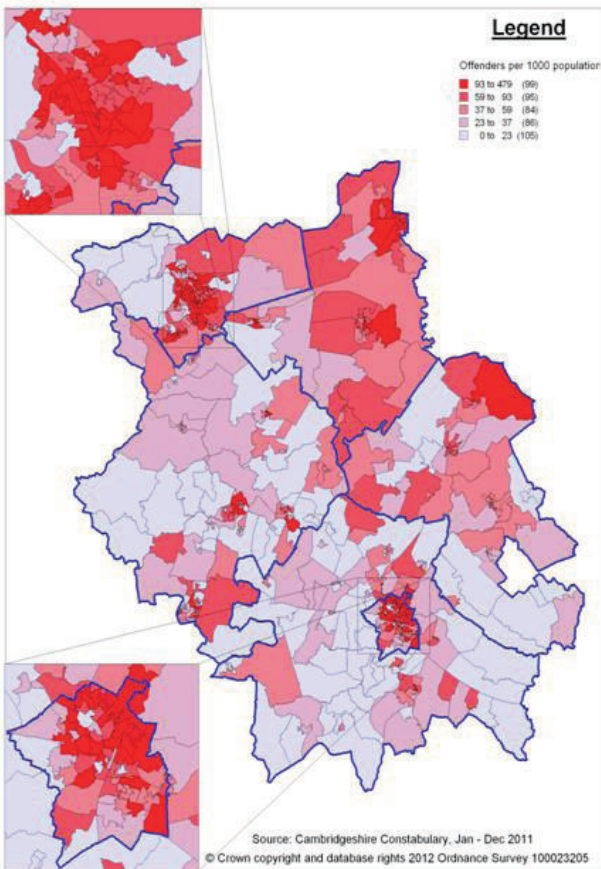 Legend
Offenders per 1000 population
93 to 479 (99)
59 to 93 (95)
37 to 59 (84)
23 to 37 (86)
0 to 23 (105)
Source: Cambridgeshire Constabulary, Jan - Dec 2011
© Crown copyright and database rights 2012 Ordnance Survey 100023205